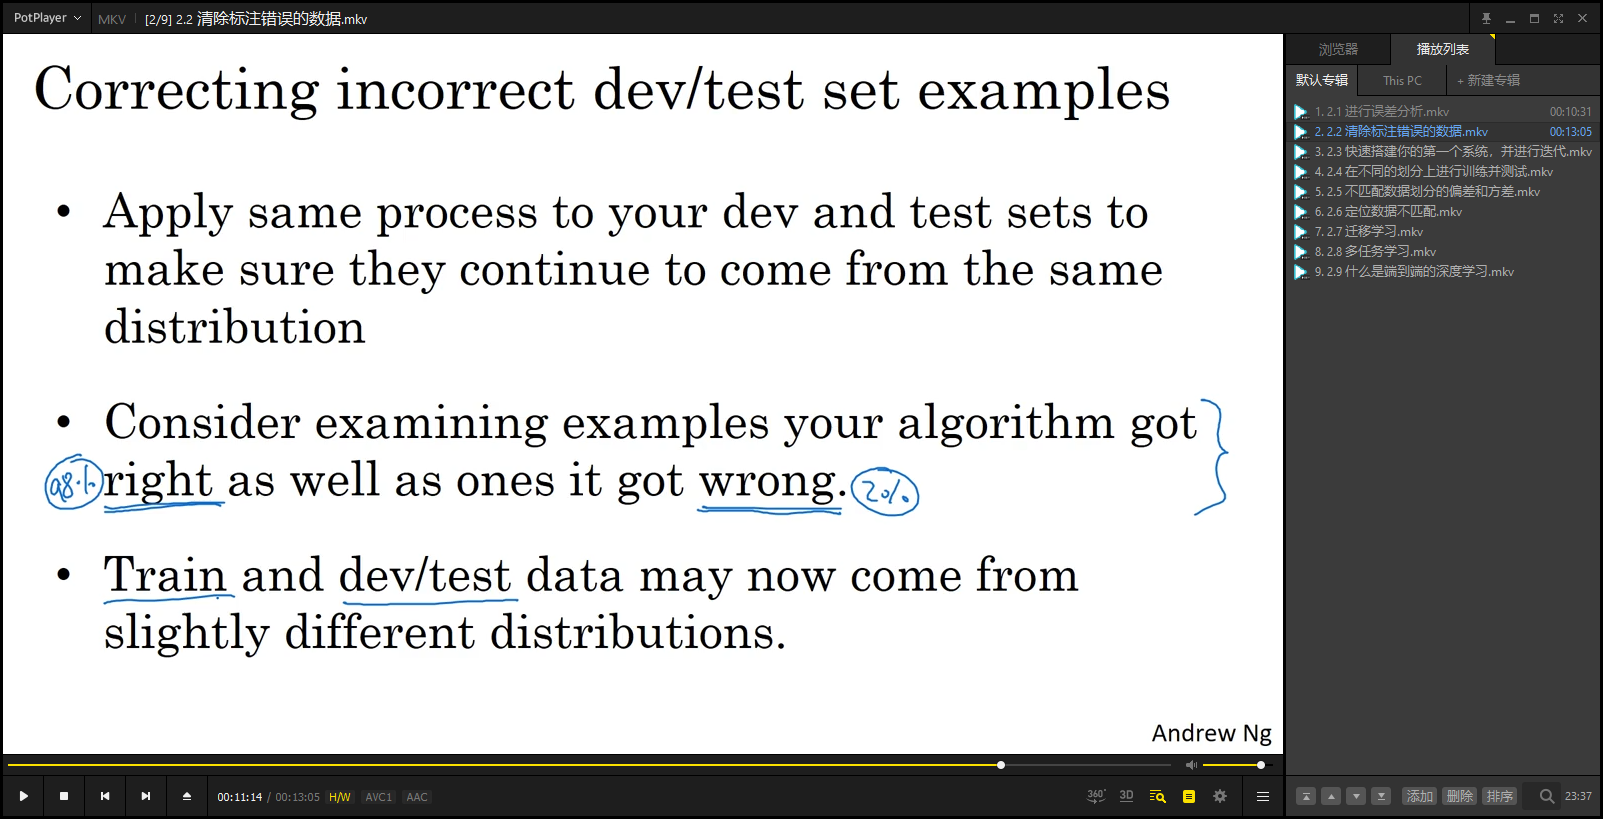 PotPlayer
MKV
[2/9] 2.2 清除标注错误的数据.mkv
Correcting incorrect dev/test set examples
• Apply same process to your dev and test sets to
make sure they continue to come from the same
distribution
• Consider examining examples your algorithm got
98% right as well as ones it got wrong. 2%
• Train and dev/test data may now come from
slightly different distributions.
Andrew Ng
00:11:14 / 00:13:05 H/W AVC1 AAC
360° 3D
浏览器 播放列表
默认专辑 This PC + 新建专辑
1. 2.1 进行误差分析.mkv 00:10:31
2. 2.2 清除标注错误的数据.mkv 00:13:05
3. 2.3 快速搭建你的第一个系统，并进行迭代.mkv
4. 2.4 在不同的划分上进行训练并测试.mkv
5. 2.5 不匹配数据划分的偏差和方差.mkv
6. 2.6 定位数据不匹配.mkv
7. 2.7 迁移学习.mkv
8. 2.8 多任务学习.mkv
9. 2.9 什么是端到端的深度学习.mkv
添加 删除 排序 23:37